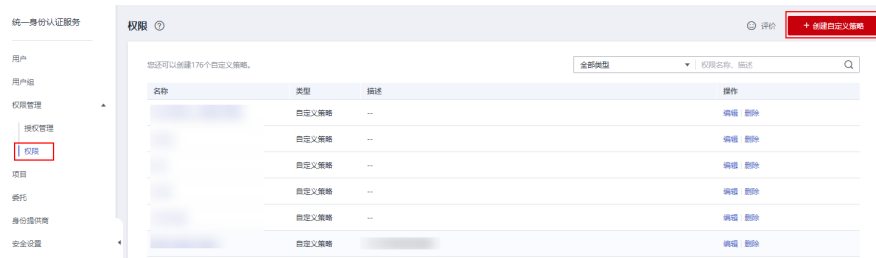 统一身份认证服务
用户
用户组
权限管理
授权管理
权限
项目
委托
身份提供商
安全设置
权限
评价
+ 创建自定义策略
您还可以创建176个自定义策略。
全部类型
权限名称、描述
名称 类型 描述 操作
自定义策略 -- 编辑 删除
自定义策略 -- 编辑 删除
自定义策略 -- 编辑 删除
自定义策略 -- 编辑 删除
自定义策略 -- 编辑 删除
自定义策略 编辑 删除